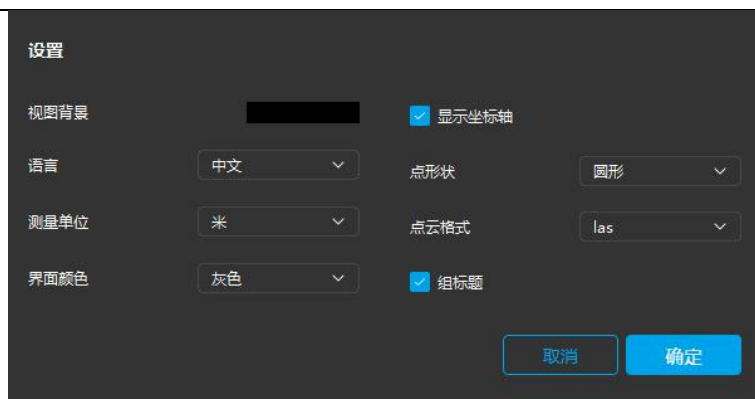 设置
视图背景
显示坐标轴
语言 中文
点形状 圆形
测量单位 米
点云格式 las
界面颜色 灰色
组标题
取消 确定